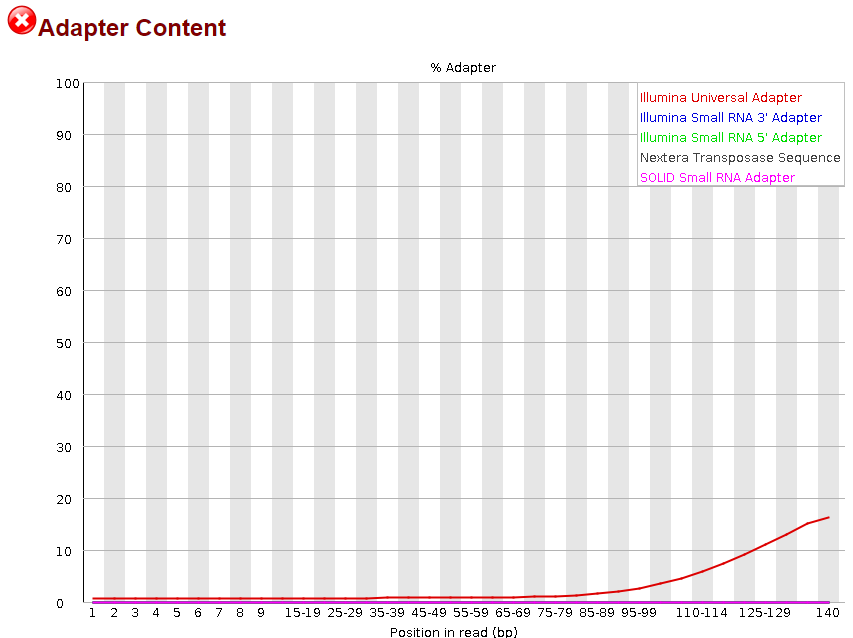 Adapter Content
% Adapter
100
90
80
70
60
50
40
30
20
10
0
Illumina Universal Adapter
Illumina Small RNA 3' Adapter
Illumina Small RNA 5' Adapter
Nextera Transposase Sequence
SOLID Small RNA Adapter
1 2 3 4 5 6 7 8 9 15-19 25-29 35-39 45-49 55-59 65-69 75-79 85-89 95-99 110-114 125-129 140
Position in read (bp)